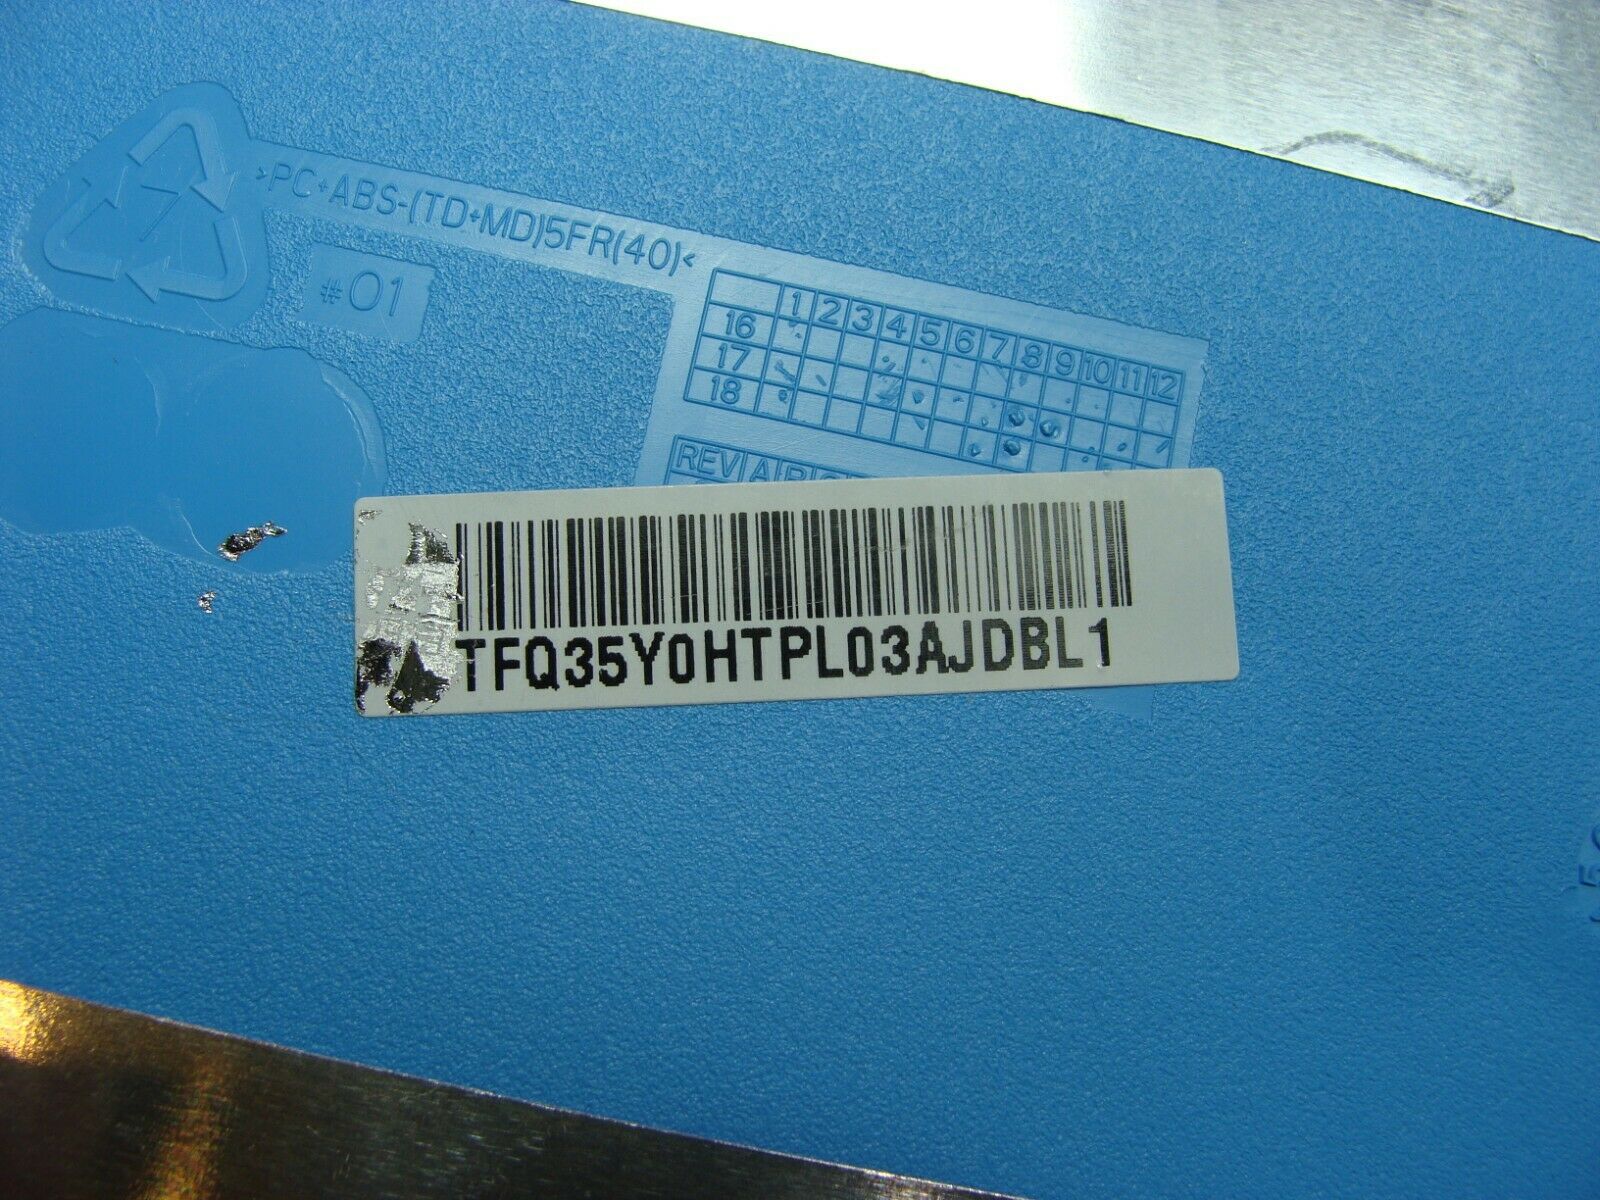 7
>PC+ABS-(TD+MD)5FR(40)<
#01
1 2 3 4 5 6 7 8 9 10 11 12
16
17
18
REV A B
TFQ35Y0HTPL03AJDBL1